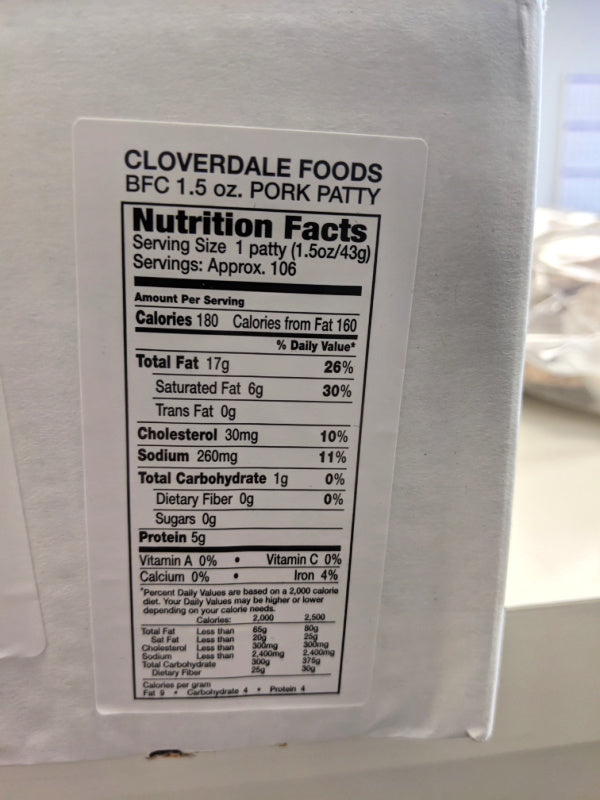 CLOVERDALE FOODS
BFC 1.5 oz. PORK PATTY
Nutrition Facts
Serving Size 1 patty (1.5oz/43g)
Servings: Approx. 106
Amount Per Serving
Calories 180 Calories from Fat 160
% Daily Value*
Total Fat 17g 26%
Saturated Fat 6g 30%
Trans Fat 0g
Cholesterol 30mg 10%
Sodium 260mg 11%
Total Carbohydrate 1g 0%
Dietary Fiber 0g 0%
Sugars 0g
Protein 5g
Vitamin A 0% • Vitamin C 0%
Calcium 0% • Iron 4%
*Percent Daily Values are based on a 2,000 calorie
diet. Your Daily Values may be higher or lower
depending on your calorie needs.
Calories: 2,000 2,500
Total Fat Less than 65g 80g
Sat Fat Less than 20g 25g
Cholesterol Less than 300mg 300mg
Sodium Less than 2,400mg 2,400mg
Total Carbohydrate 300g 375g
Dietary Fiber 25g 30g
Calories per gram
Fat 9 • Carbohydrate 4 • Protein 4